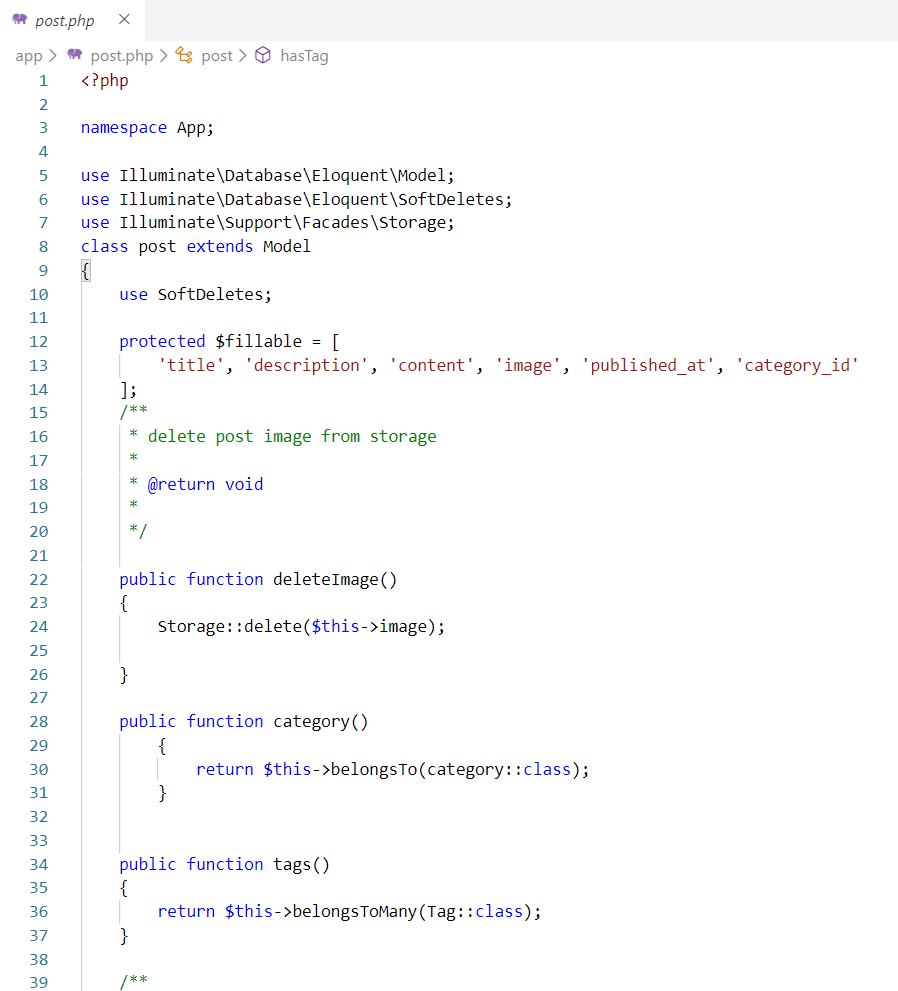 post.php ×
app > post.php > post > hasTag
1 <?php
2
3 namespace App;
4
5 use Illuminate\Database\Eloquent\Model;
6 use Illuminate\Database\Eloquent\SoftDeletes;
7 use Illuminate\Support\Facades\Storage;
8 class post extends Model
9 {
10     use SoftDeletes;
11
12     protected $fillable = [
13         'title', 'description', 'content', 'image', 'published_at', 'category_id'
14     ];
15     /**
16      * delete post image from storage
17      *
18      * @return void
19      *
20      */
21
22     public function deleteImage()
23     {
24         Storage::delete($this->image);
25
26     }
27
28     public function category()
29         {
30             return $this->belongsTo(category::class);
31         }
32
33
34     public function tags()
35     {
36         return $this->belongsToMany(Tag::class);
37     }
38
39     /**